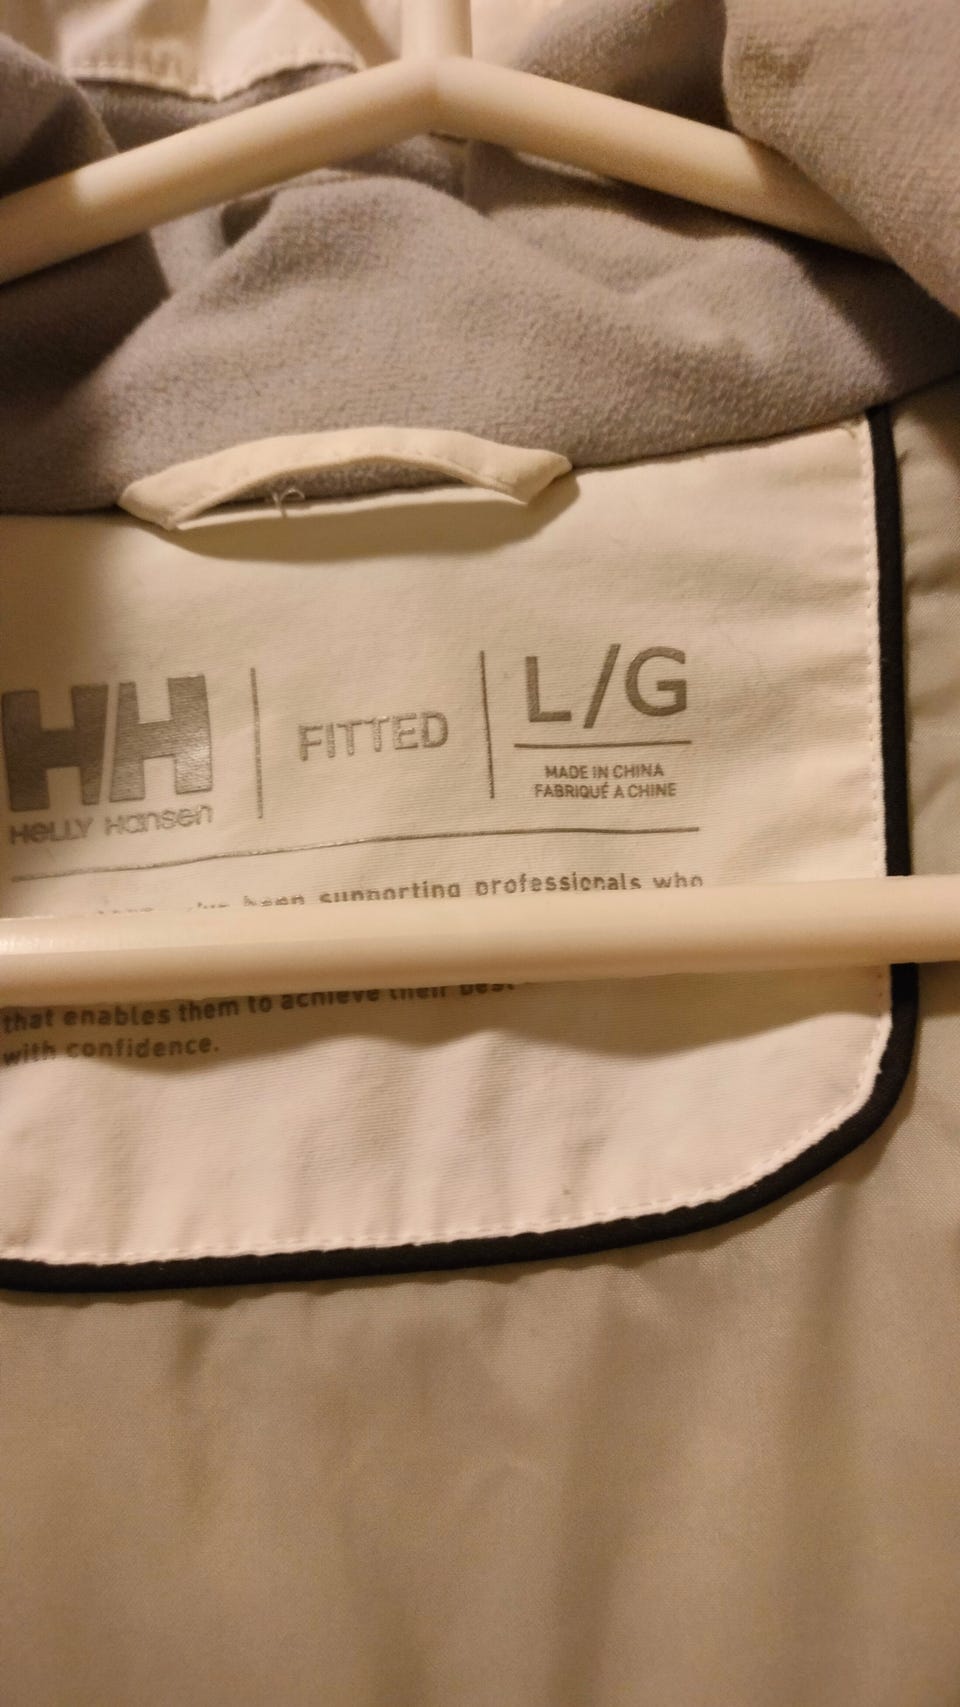 HH
HELLY HANSEN
FITTED
L/G
MADE IN CHINA
FABRIQUÉ A CHINE
been supporting professionals who
that enables them to achieve their best
with confidence.